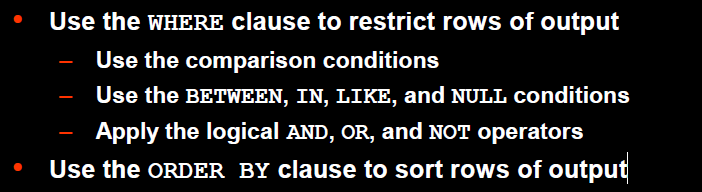 • Use the WHERE clause to restrict rows of output
– Use the comparison conditions
– Use the BETWEEN, IN, LIKE, and NULL conditions
– Apply the logical AND, OR, and NOT operators
• Use the ORDER BY clause to sort rows of output